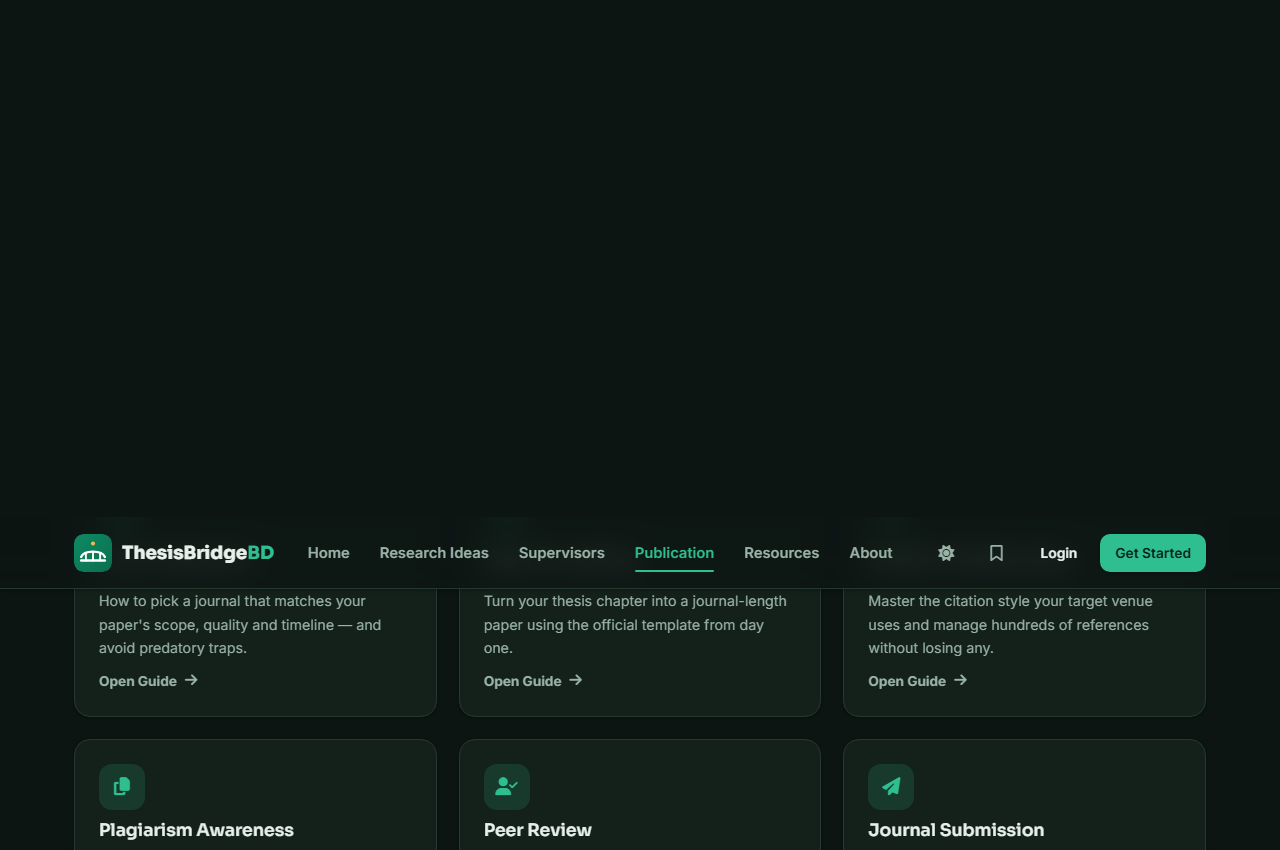 ThesisBridgeBD Home Research Ideas Supervisors Publication Resources About Login Get Started
How to pick a journal that matches your
paper's scope, quality and timeline — and
avoid predatory traps.
Open Guide →
Turn your thesis chapter into a journal-length
paper using the official template from day
one.
Open Guide →
Master the citation style your target venue
uses and manage hundreds of references
without losing any.
Open Guide →
Plagiarism Awareness
Peer Review
Journal Submission